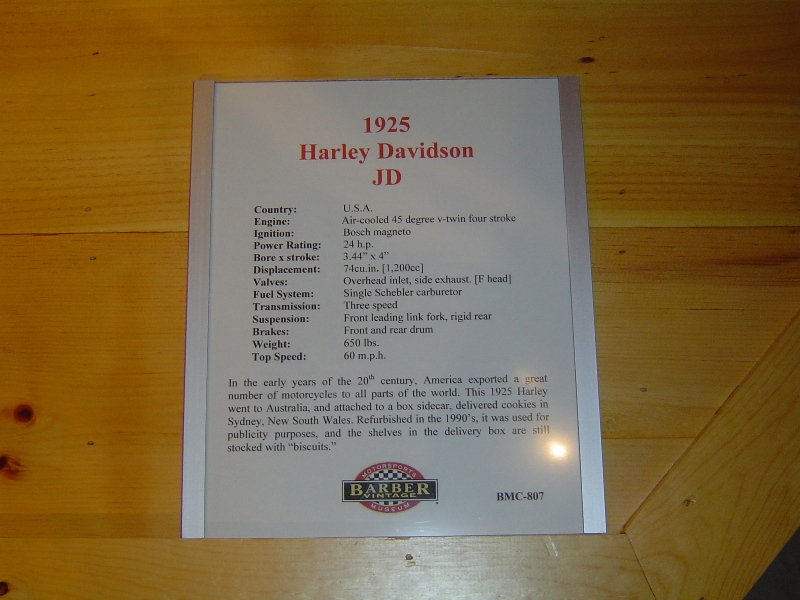 1925
Harley Davidson
JD
Country: U.S.A.
Engine: Air-cooled 45 degree v-twin four stroke
Ignition: Bosch magneto
Power Rating: 24 h.p.
Bore x stroke: 3.44” x 4”
Displacement: 74cu.in. [1,200cc]
Valves: Overhead inlet, side exhaust. [F head]
Fuel System: Single Schebler carburetor
Transmission: Three speed
Suspension: Front leading link fork, rigid rear
Brakes: Front and rear drum
Weight: 650 lbs.
Top Speed: 60 m.p.h.
In the early years of the 20th century, America exported a great
number of motorcycles to all parts of the world. This 1925 Harley
went to Australia, and attached to a box sidecar, delivered cookies in
Sydney, New South Wales. Refurbished in the 1990’s, it was used for
publicity purposes, and the shelves in the delivery box are still
stocked with “biscuits.”
MOTORSPORTS
BARBER
VINTAGE
MUSEUM
BMC-807